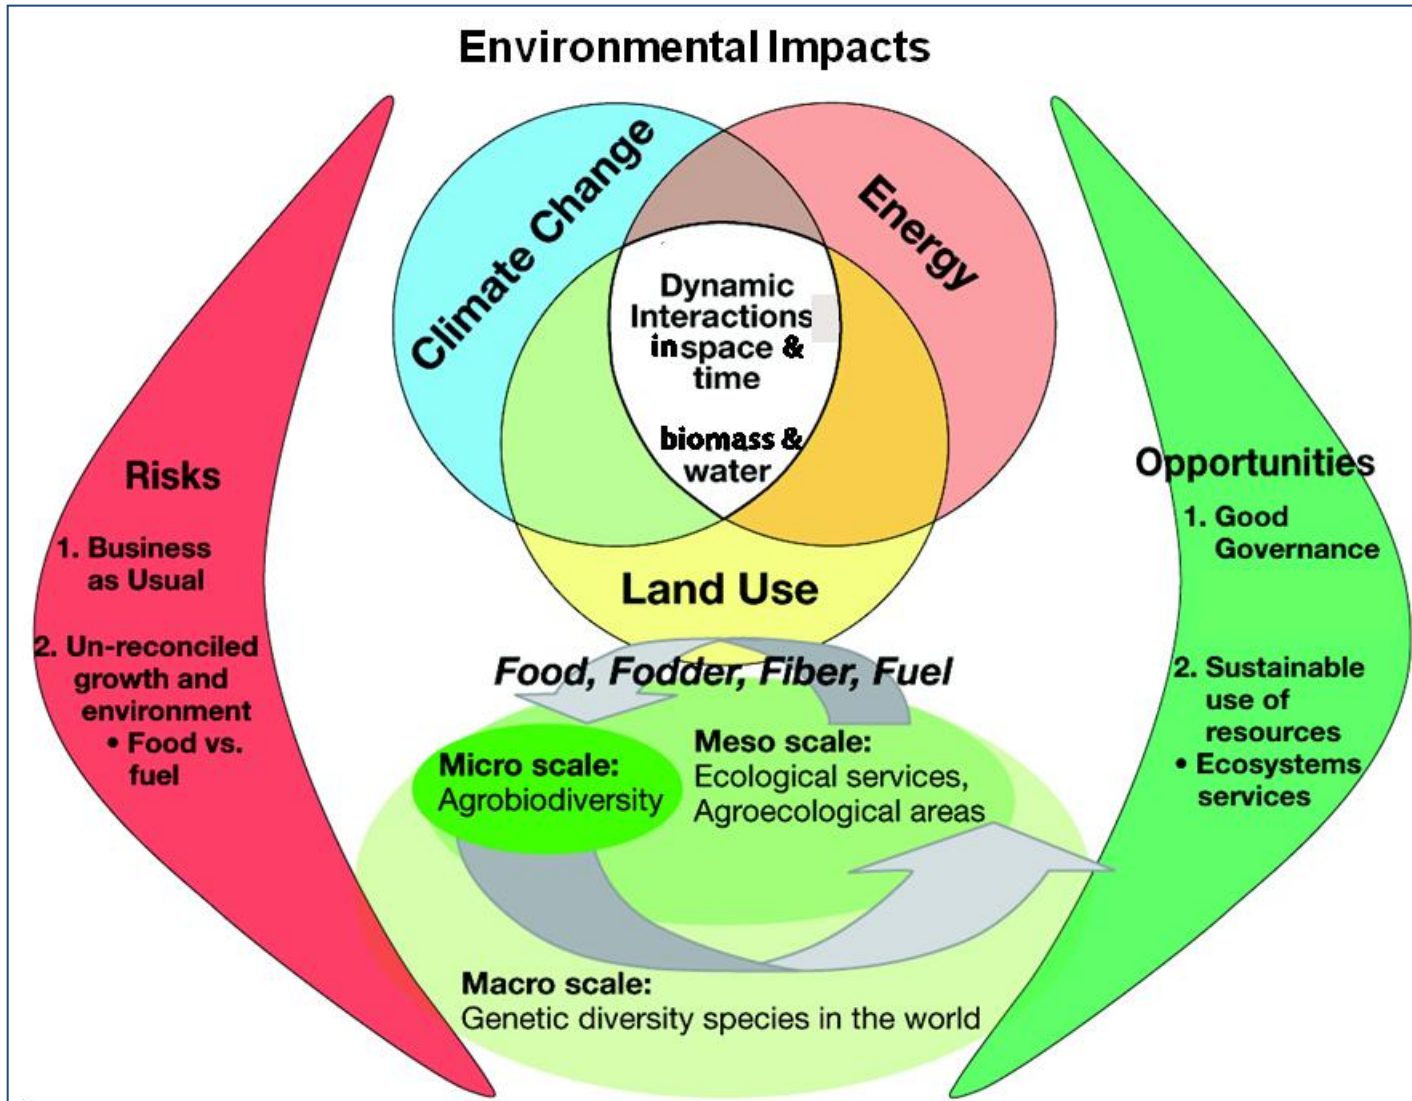 Environmental Impacts
Climate Change
Energy
Dynamic
Interactions
in space &
time
biomass &
water
Land Use
Risks
1. Business
as Usual
2. Un-reconciled
growth and
environment
• Food vs.
fuel
Opportunities
1. Good
Governance
2. Sustainable
use of
resources
• Ecosystems
services
Food, Fodder, Fiber, Fuel
Micro scale:
Agrobiodiversity
Meso scale:
Ecological services,
Agroecological areas
Macro scale:
Genetic diversity species in the world